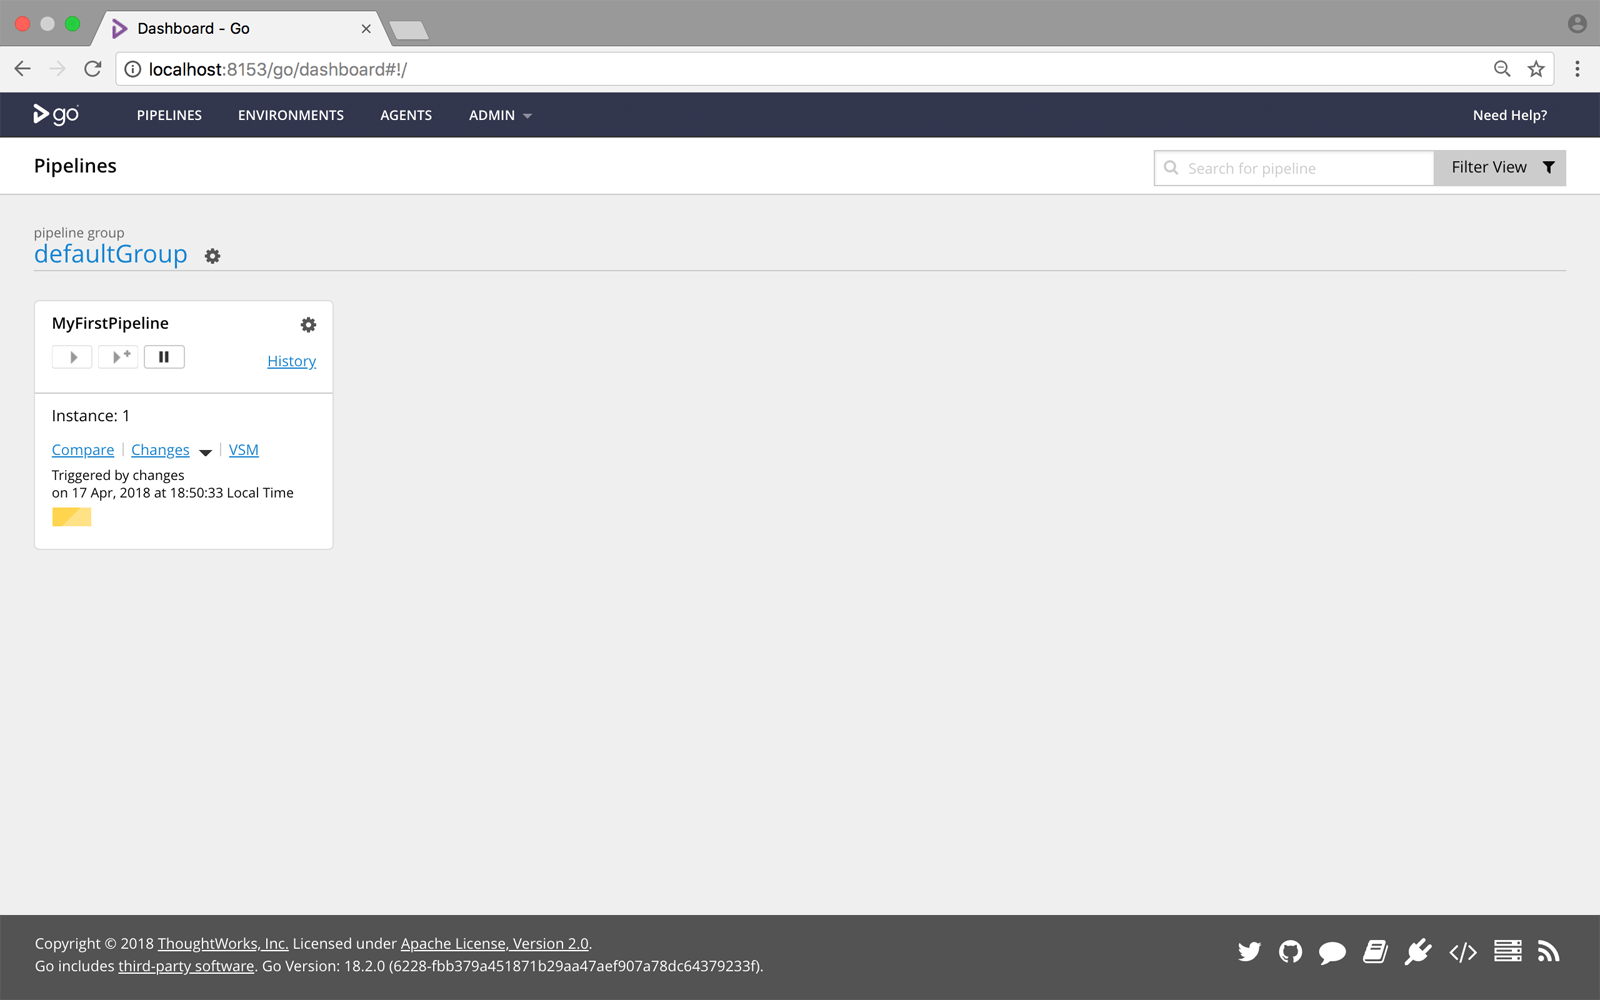 Dashboard - Go
localhost:8153/go/dashboard#!/
go PIPELINES ENVIRONMENTS AGENTS ADMIN Need Help?
Pipelines Search for pipeline Filter View
pipeline group
defaultGroup
MyFirstPipeline
History
Instance: 1
Compare Changes VSM
Triggered by changes
on 17 Apr, 2018 at 18:50:33 Local Time
Copyright © 2018 ThoughtWorks, Inc. Licensed under Apache License, Version 2.0.
Go includes third-party software. Go Version: 18.2.0 (6228-fbb379a451871b29aa47aef907a78dc64379233f).